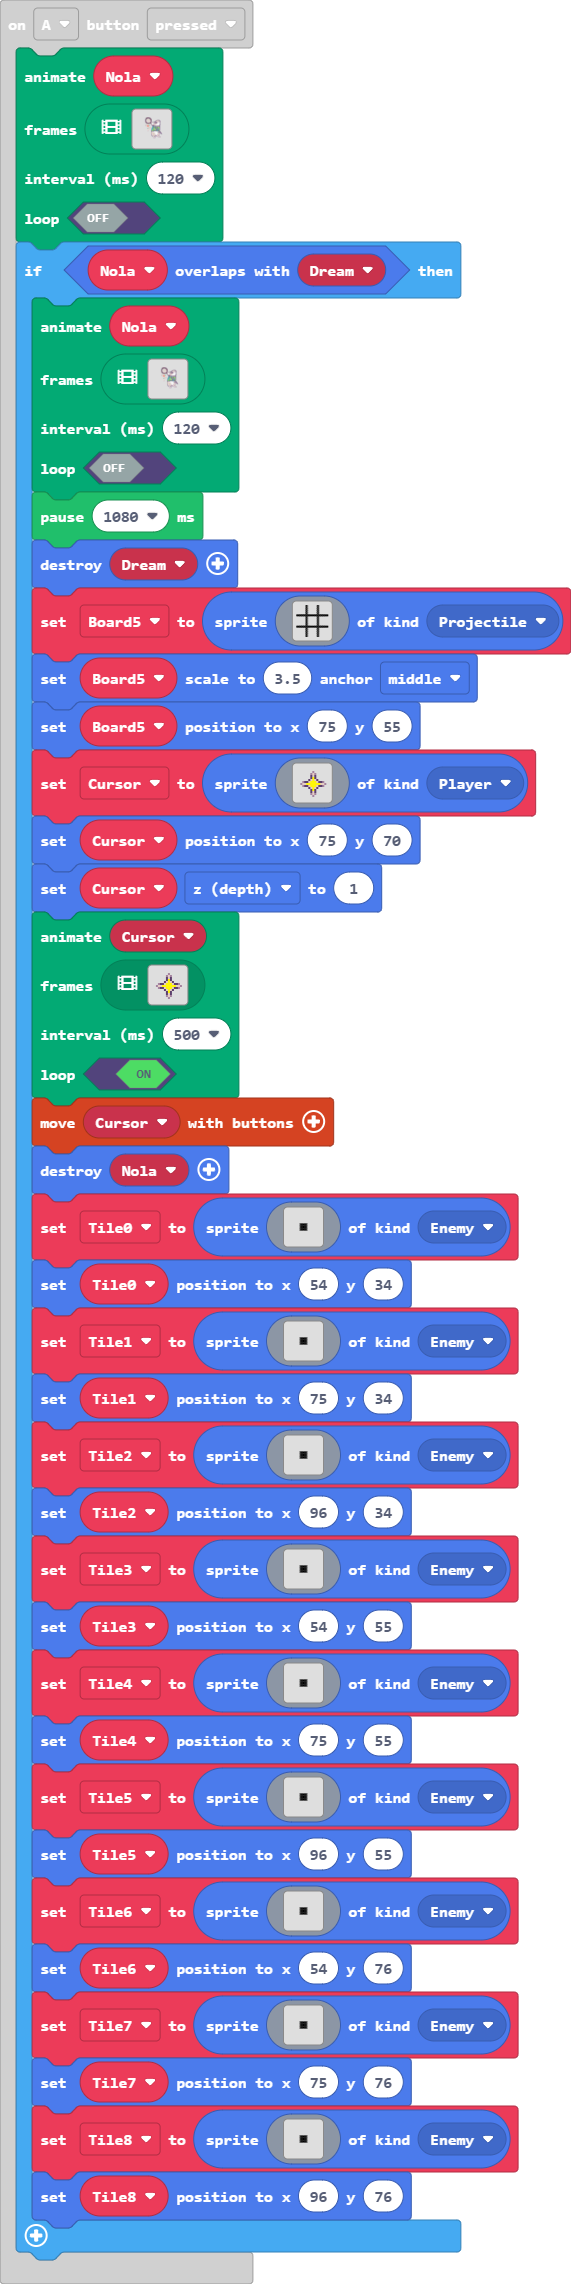 on A button pressed
animate Nola
frames
interval (ms) 120
loop OFF
if Nola overlaps with Dream then
animate Nola
frames
interval (ms) 120
loop OFF
pause 1080 ms
destroy Dream
set Board5 to sprite of kind Projectile
set Board5 scale to 3.5 anchor middle
set Board5 position to x 75 y 55
set Cursor to sprite of kind Player
set Cursor position to x 75 y 70
set Cursor z (depth) to 1
animate Cursor
frames
interval (ms) 500
loop ON
move Cursor with buttons
destroy Nola
set Tile0 to sprite of kind Enemy
set Tile0 position to x 54 y 34
set Tile1 to sprite of kind Enemy
set Tile1 position to x 75 y 34
set Tile2 to sprite of kind Enemy
set Tile2 position to x 96 y 34
set Tile3 to sprite of kind Enemy
set Tile3 position to x 54 y 55
set Tile4 to sprite of kind Enemy
set Tile4 position to x 75 y 55
set Tile5 to sprite of kind Enemy
set Tile5 position to x 96 y 55
set Tile6 to sprite of kind Enemy
set Tile6 position to x 54 y 76
set Tile7 to sprite of kind Enemy
set Tile7 position to x 75 y 76
set Tile8 to sprite of kind Enemy
set Tile8 position to x 96 y 76